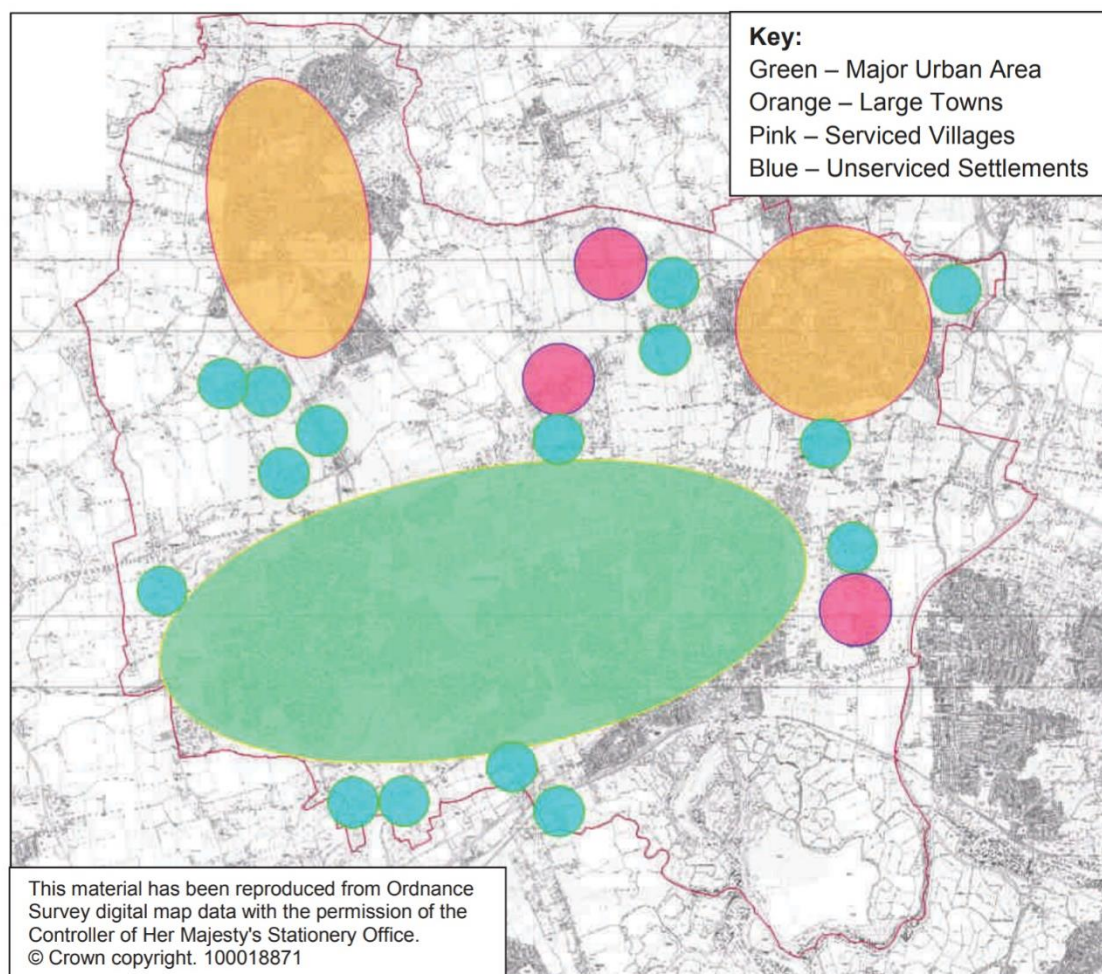 Key:
Green – Major Urban Area
Orange – Large Towns
Pink – Serviced Villages
Blue – Unserviced Settlements
This material has been reproduced from Ordnance
Survey digital map data with the permission of the
Controller of Her Majesty's Stationery Office.
© Crown copyright. 100018871